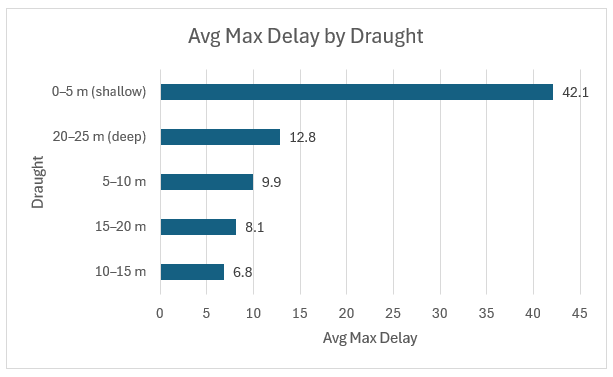 Avg Max Delay by Draught
Draught
0–5 m (shallow)
42.1
20–25 m (deep)
12.8
5–10 m
9.9
15–20 m
8.1
10–15 m
6.8
0 5 10 15 20 25 30 35 40 45
Avg Max Delay